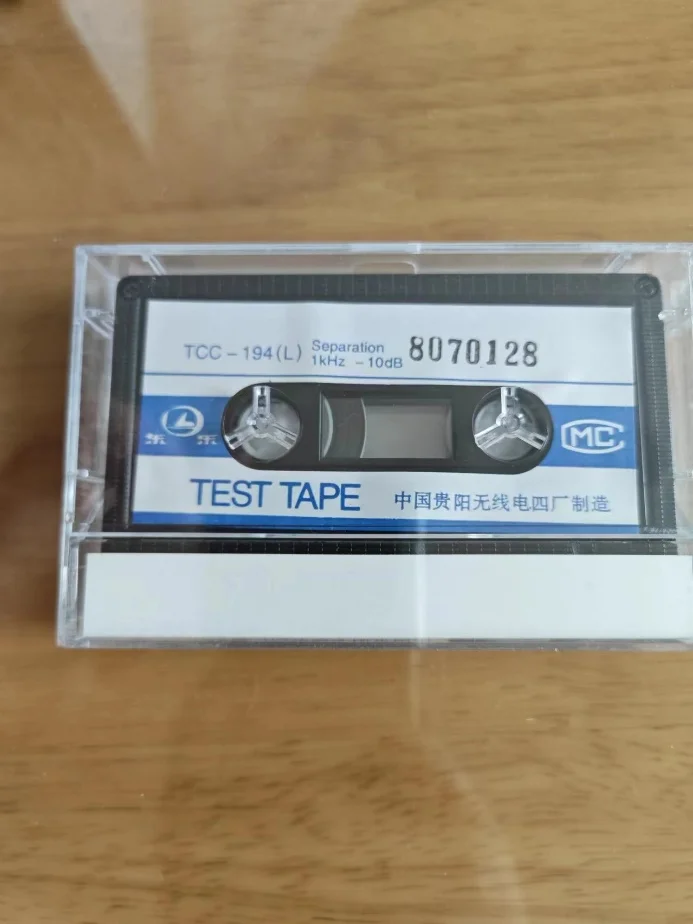 TCC-194(L) Separation 8070128
1kHz -10dB
东 东
MC
TEST TAPE 中国贵阳无线电四厂制造